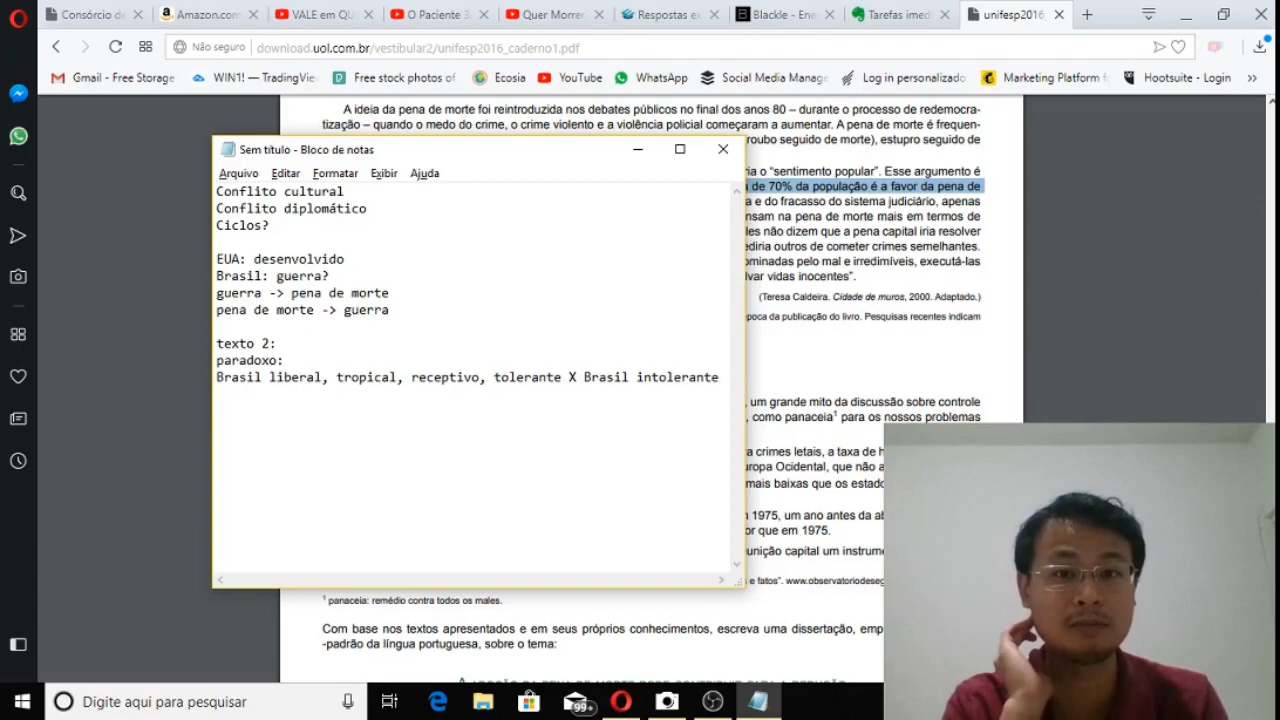 Consórcio d
Amazon.com
VALE em QU
O Paciente 3
Quer Morrer
Respostas ex
Blackle - Ene
Tarefas imed
unifesp2016_
Não seguro
download.uol.com.br/vestibular2/unifesp2016_caderno1.pdf
Gmail - Free Storage
WIN1! — TradingVie
Free stock photos of
Ecosia
YouTube
WhatsApp
Social Media Manag
Log in personalizado
Marketing Platform f
Hootsuite - Login
A ideia da pena de morte foi reintroduzida nos debates públicos no final dos anos 80 – durante o processo de redemocra-
tização – quando o medo do crime, o crime violento e a violência policial começaram a aumentar. A pena de morte é frequen-
roubo seguido de morte), estupro seguido de
ria o “sentimento popular”. Esse argumento é
a de 70% da população é a favor da pena de
a e do fracasso do sistema judiciário, apenas
nsam na pena de morte mais em termos de
les não dizem que a pena capital iria resolver
ediria outros de cometer crimes semelhantes.
ominadas pelo mal e irredimíveis, executá-las
lvar vidas inocentes”.
(Teresa Caldeira. Cidade de muros, 2000. Adaptado.)
época da publicação do livro. Pesquisas recentes indicam
Sem título - Bloco de notas
Arquivo Editar Formatar Exibir Ajuda
Conflito cultural
Conflito diplomático
Ciclos?
EUA: desenvolvido
Brasil: guerra?
guerra -> pena de morte
pena de morte -> guerra
texto 2:
paradoxo:
Brasil liberal, tropical, receptivo, tolerante X Brasil intolerante
, um grande mito da discussão sobre controle
, como panaceia¹ para os nossos problemas
a crimes letais, a taxa de h
uropa Ocidental, que não a
mais baixas que os estado
m 1975, um ano antes da ab
or que em 1975.
unição capital um instrume
s e fatos”. www.observatoriodeseg
¹ panaceia: remédio contra todos os males.
Com base nos textos apresentados e em seus próprios conhecimentos, escreva uma dissertação, emp
-padrão da língua portuguesa, sobre o tema:
Digite aqui para pesquisar
99+